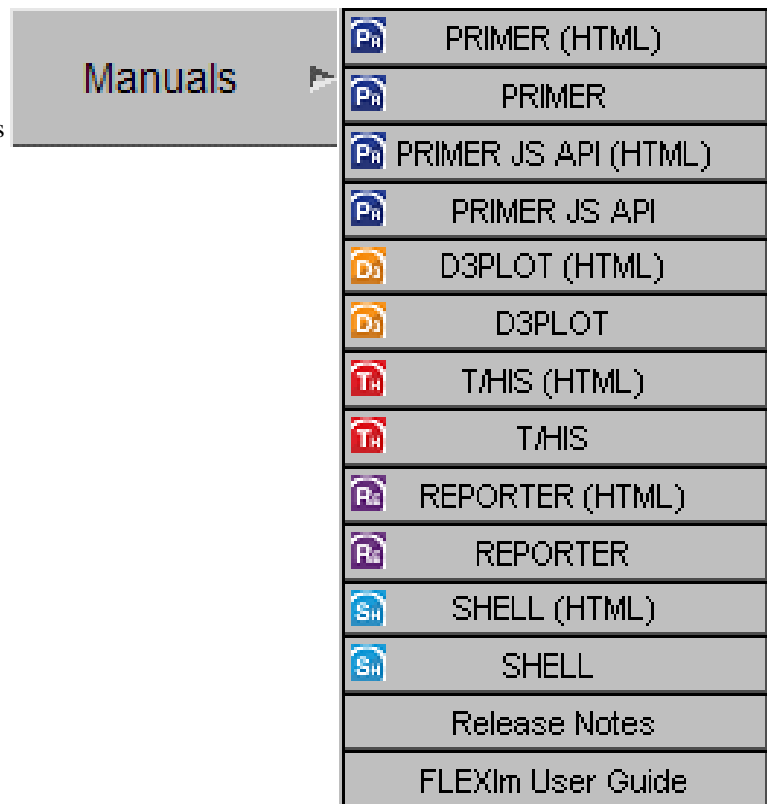 Manuals
s
PRIMER (HTML)
PRIMER
PRIMER JS API (HTML)
PRIMER JS API
D3PLOT (HTML)
D3PLOT
T/HIS (HTML)
T/HIS
REPORTER (HTML)
REPORTER
SHELL (HTML)
SHELL
Release Notes
FLEXlm User Guide